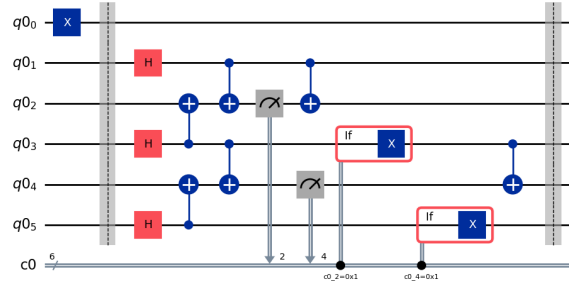 q0₀ X
q0₁ H
q0₂
q0₃ H If X
q0₄
q0₅ H If X
c0 6 2 4
c0_2=0x1 c0_4=0x1